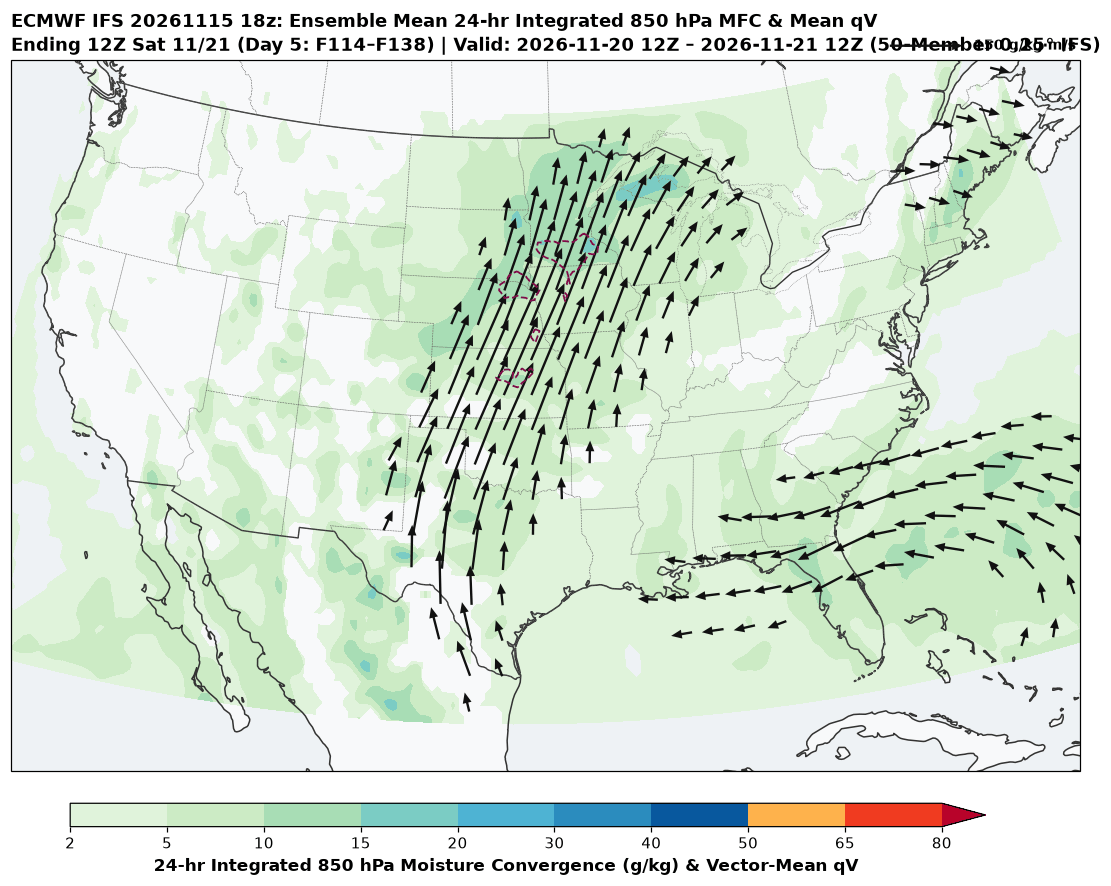 ECMWF IFS 20261115 18z: Ensemble Mean 24-hr Integrated 850 hPa MFC & Mean qV
Ending 12Z Sat 11/21 (Day 5: F114–F138) | Valid: 2026-11-20 12Z – 2026-11-21 12Z (50-Member 0.25° IFS)
2 5 10 15 20 30 40 50 65 80
24-hr Integrated 850 hPa Moisture Convergence (g/kg) & Vector-Mean qV